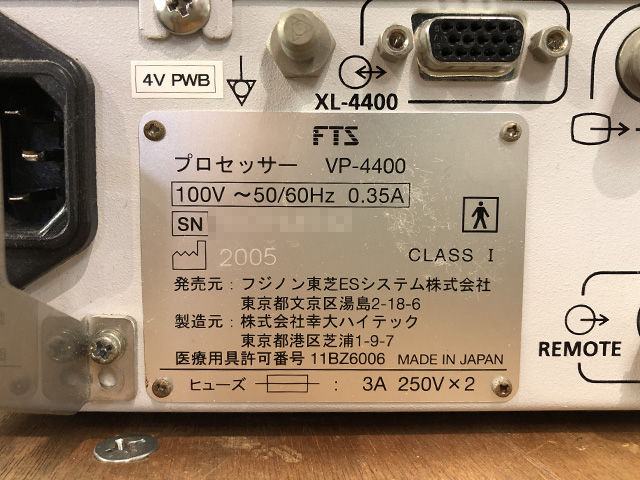 4V PWB
XL-4400
FTS
プロセッサー VP-4400
100V ～50/60Hz 0.35A
SN
2005
CLASS I
発売元：フジノン東芝ESシステム株式会社
東京都文京区湯島2-18-6
製造元：株式会社幸大ハイテック
東京都港区芝浦1-9-7
医療用具許可番号 11BZ6006 MADE IN JAPAN
ヒューズ : 3A 250V×2
REMOTE